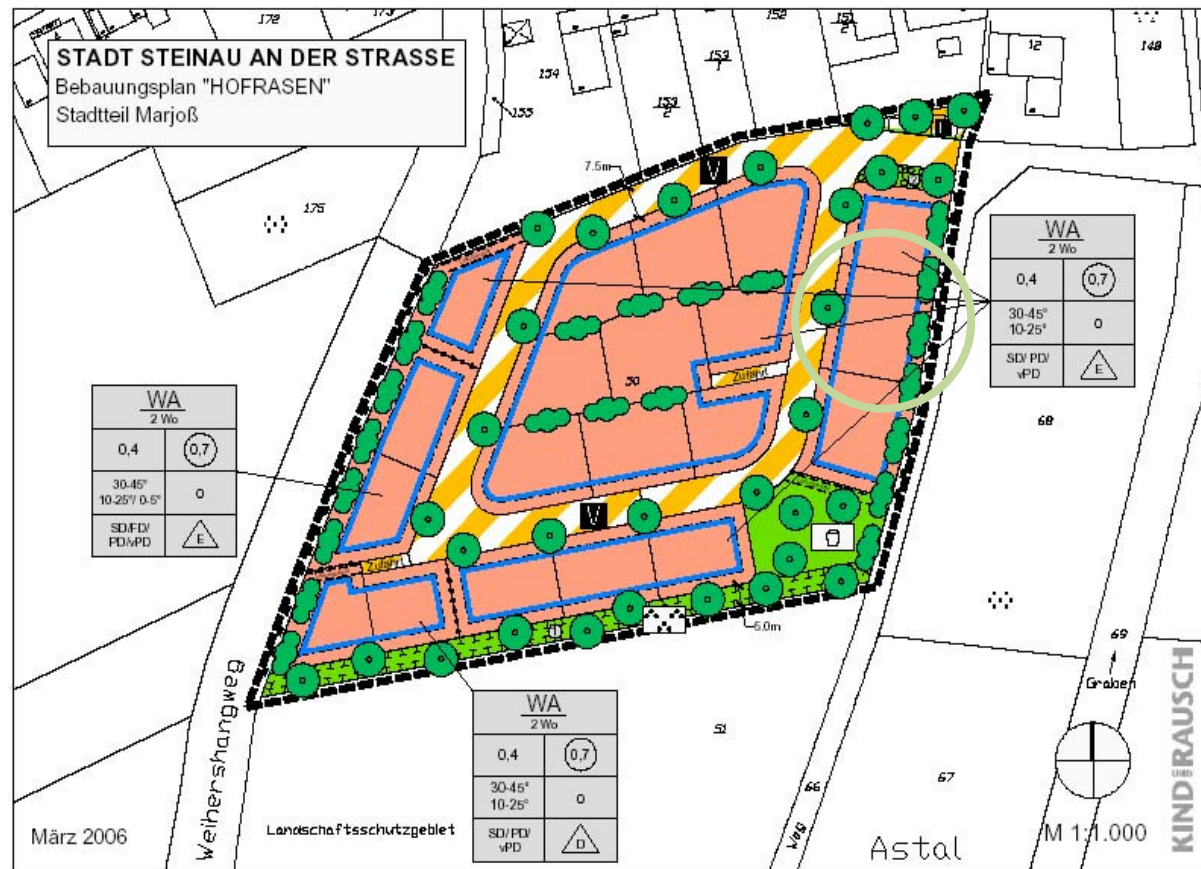 172
173
152
151
2
STADT STEINAU AN DER STRASSE
Bebauungsplan "HOFRASEN"
Stadtteil Marjoß
154
153
1
12
148
155
153
2
7.5m
V
175
WA
2 Wo
0,4
0,7
30-45°
10-25°
o
SD/ PD/
vPD
E
50
Zufahrt
68
WA
2 Wo
0,4
0,7
30-45°
10-25°/ 0-5°
o
SD/FD/
PD/vPD
E
V
Zufahrt
5.0m
1
69
Graben
Weihershangweg
WA
2 Wo
0,4
0,7
30-45°
10-25°
o
SD/ PD/
vPD
D
51
66
67
Weg
Landschaftsschutzgebiet
März 2006
Astal
M 1:1.000
KIND UND RAUSCH